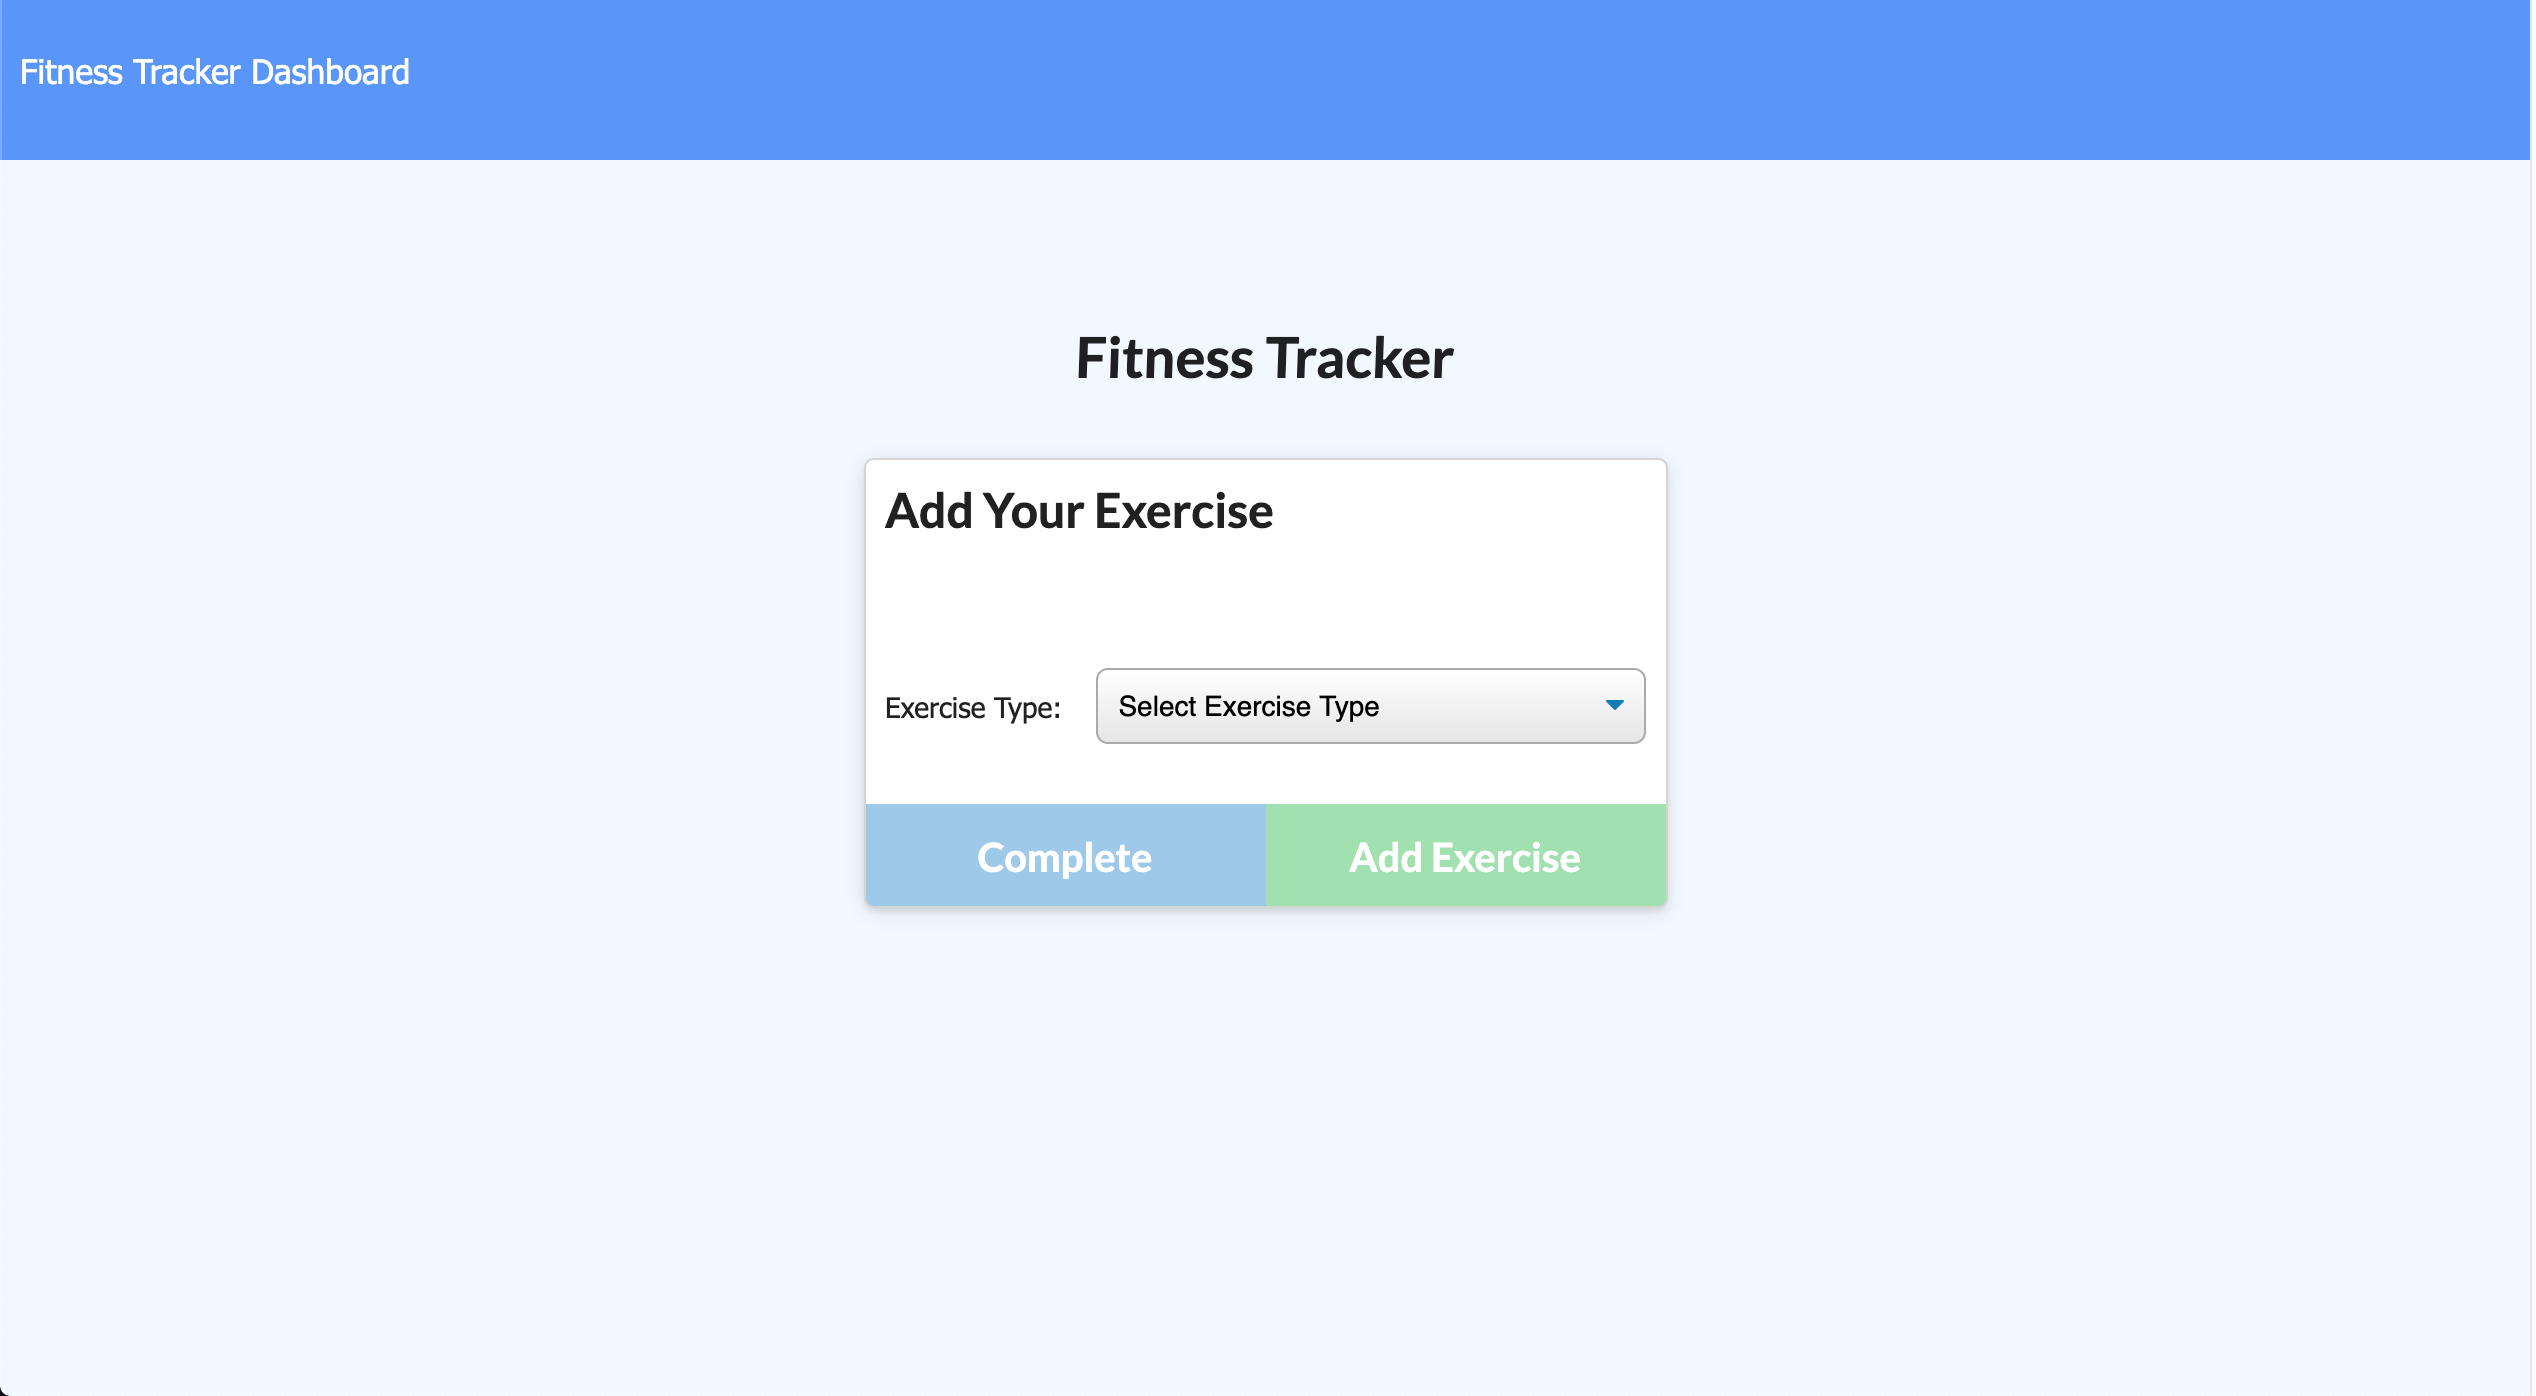 Fitness Tracker Dashboard
Fitness Tracker
Add Your Exercise
Exercise Type: Select Exercise Type
Complete Add Exercise